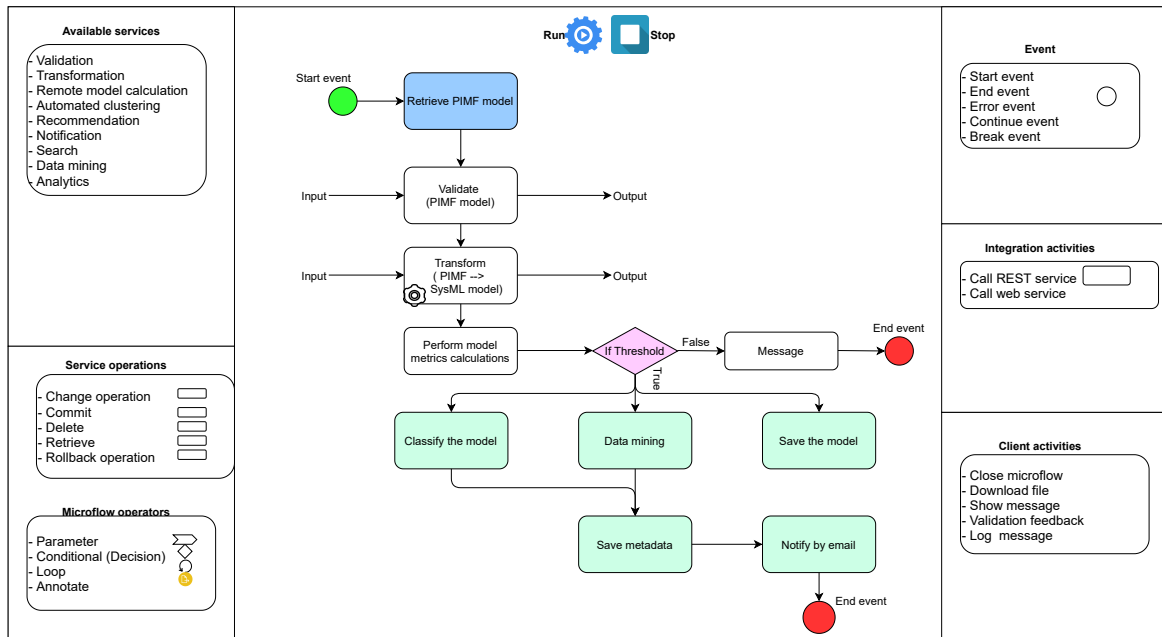 Available services
- Validation
- Transformation
- Remote model calculation
- Automated clustering
- Recommendation
- Notification
- Search
- Data mining
- Analytics
Service operations
- Change operation
- Commit
- Delete
- Retrieve
- Rollback operation
Microflow operators
- Parameter
- Conditional (Decision)
- Loop
- Annotate
Run
Stop
Start event
Retrieve PIMF model
Input
Validate
(PIMF model)
Output
Input
Transform
( PIMF -->
SysML model)
Output
Perform model
metrics calculations
If Threshold
False
Message
End event
True
Classify the model
Data mining
Save the model
Save metadata
Notify by email
End event
Event
- Start event
- End event
- Error event
- Continue event
- Break event
Integration activities
- Call REST service
- Call web service
Client activities
- Close microflow
- Download file
- Show message
- Validation feedback
- Log  message